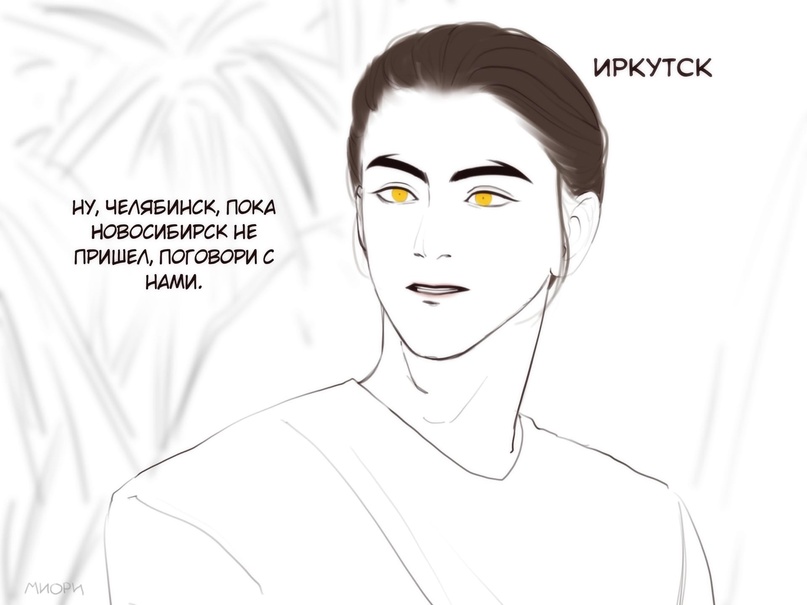 ИРКУТСК
НУ, ЧЕЛЯБИНСК, ПОКА
НОВОСИБИРСК НЕ
ПРИШЕЛ, ПОГОВОРИ С
НАМИ.
МИОРИ